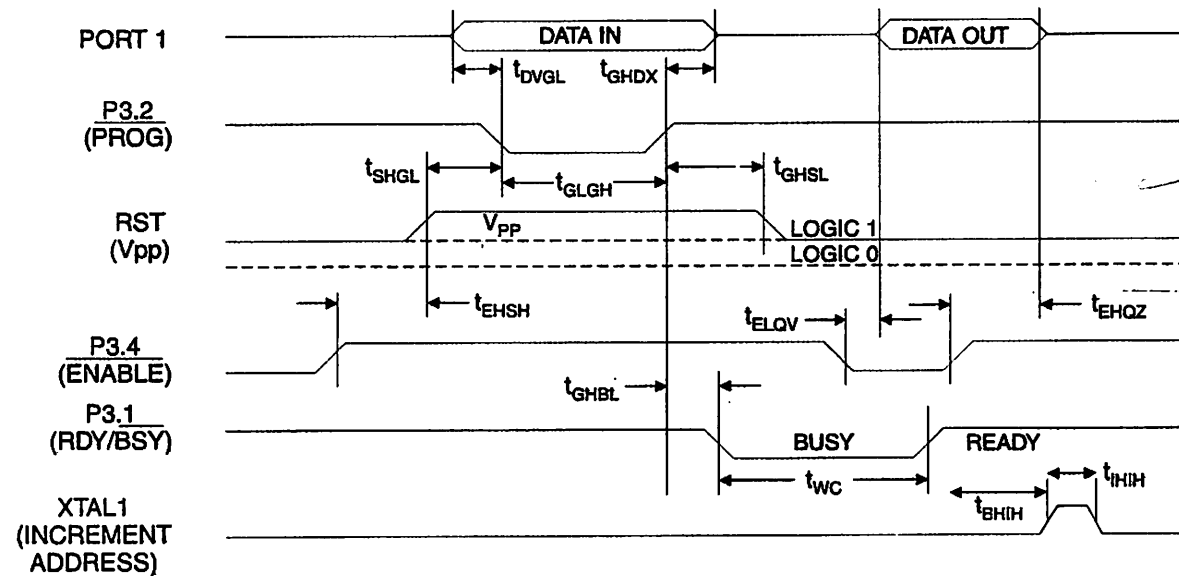 PORT 1
DATA IN
DATA OUT
tDVGL
tGHDX
P3.2
(PROG)
tSHGL
tGLGH
tGHSL
RST
(Vpp)
VPP
LOGIC 1
LOGIC 0
tEHSH
tELQV
tEHQZ
P3.4
(ENABLE)
tGHBL
P3.1
(RDY/BSY)
BUSY
READY
tWC
tBHIH
tIHIH
XTAL1
(INCREMENT
ADDRESS)